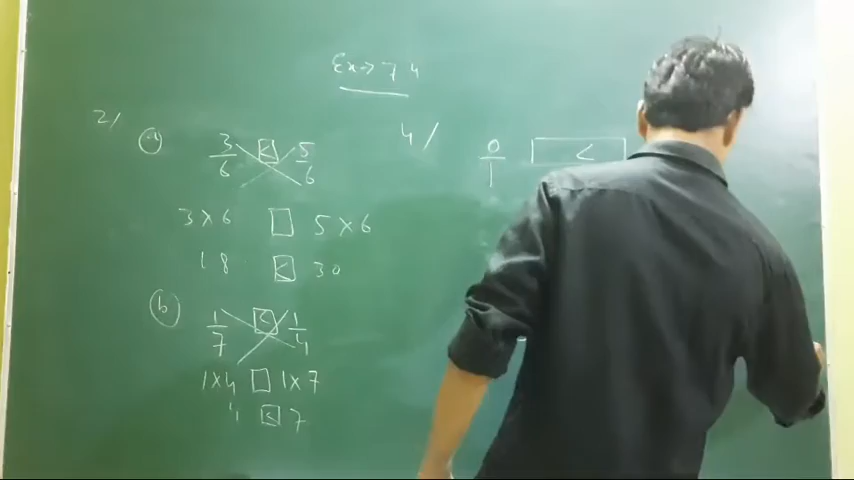 Ex → 7.4
2/
(a) 3/6 < 5/6
3×6 □ 5×6
18 < 30
(b) 1/7 < 1/4
1×4 □ 1×7
4 < 7
4/ 0/1 <